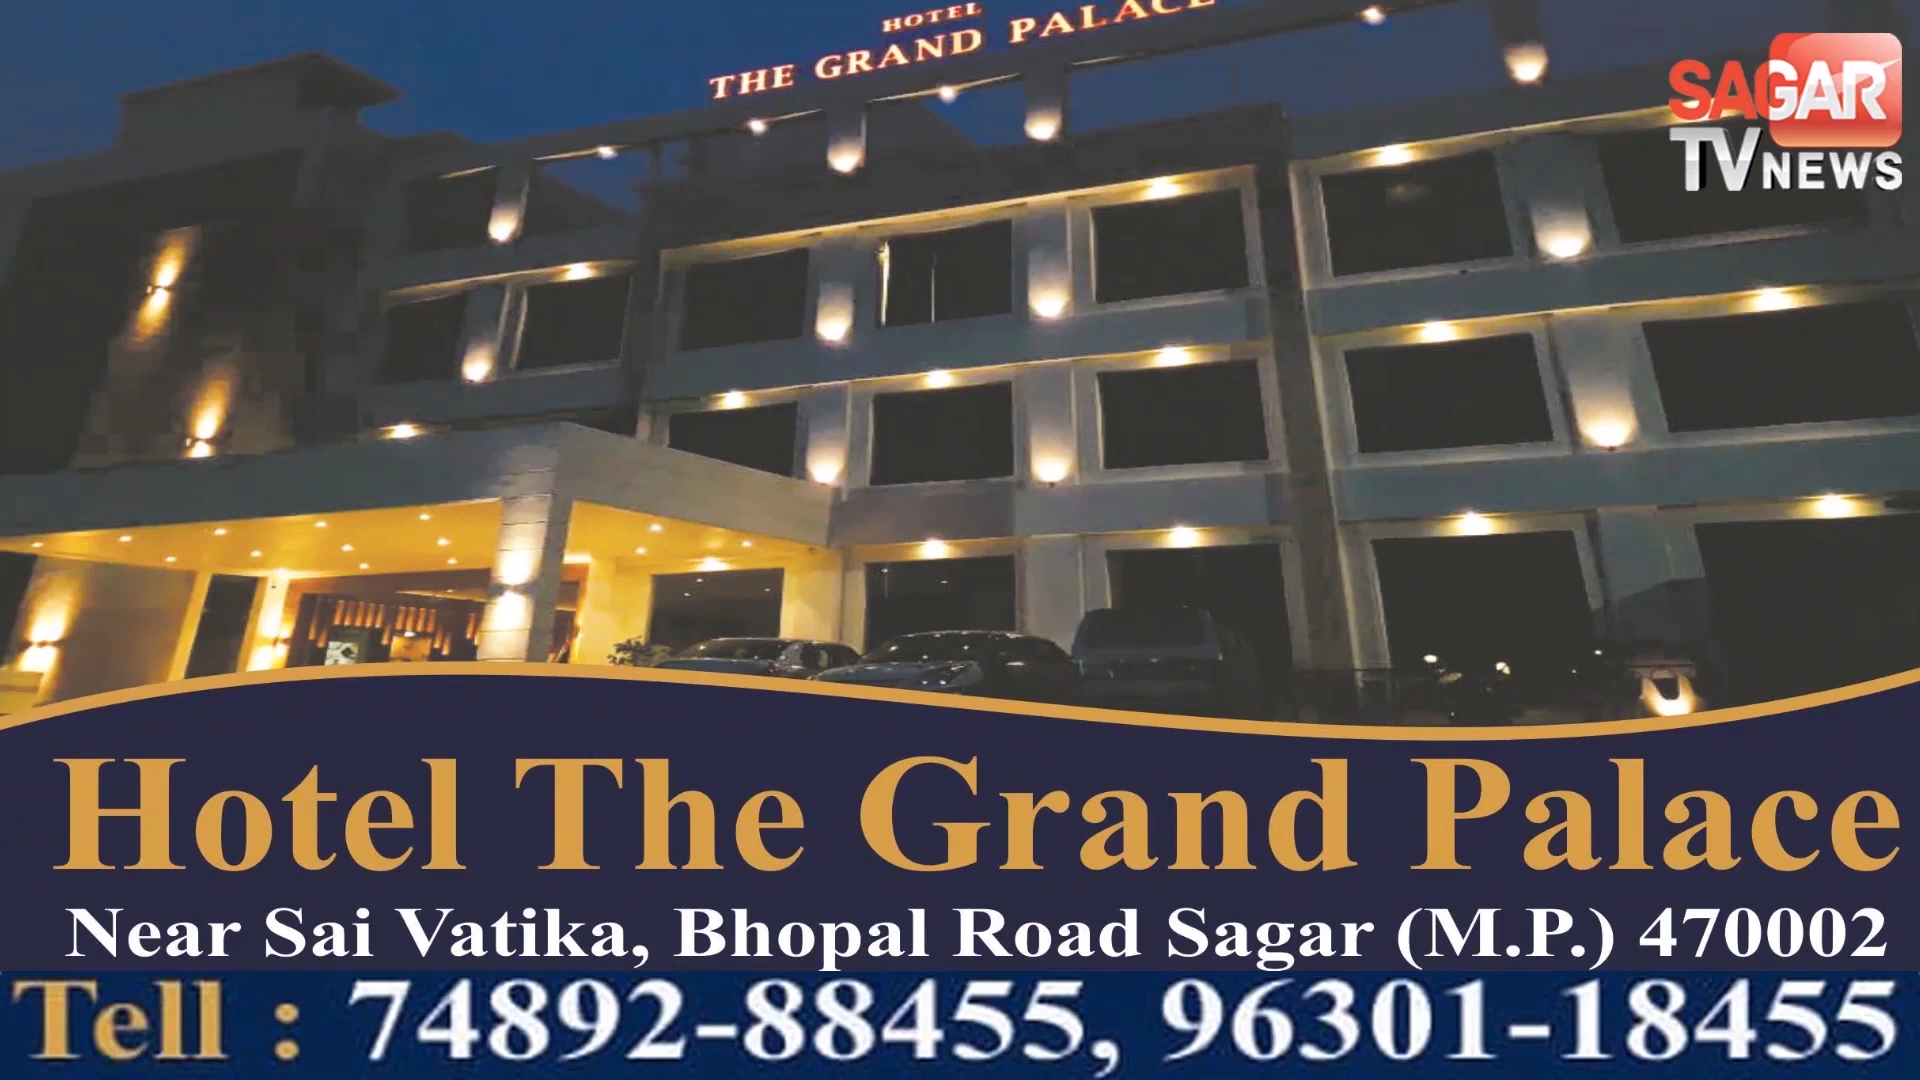 HOTEL
THE GRAND PALACE
SAGAR
TV NEWS
Hotel The Grand Palace
Near Sai Vatika, Bhopal Road Sagar (M.P.) 470002
Tell : 74892-88455, 96301-18455